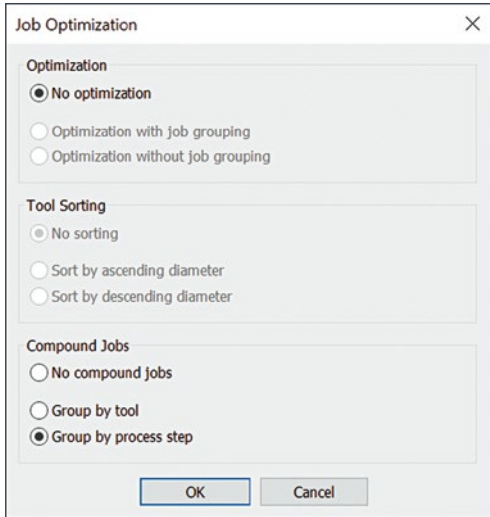 Job Optimization
Optimization
No optimization
Optimization with job grouping
Optimization without job grouping
Tool Sorting
No sorting
Sort by ascending diameter
Sort by descending diameter
Compound Jobs
No compound jobs
Group by tool
Group by process step
OK Cancel